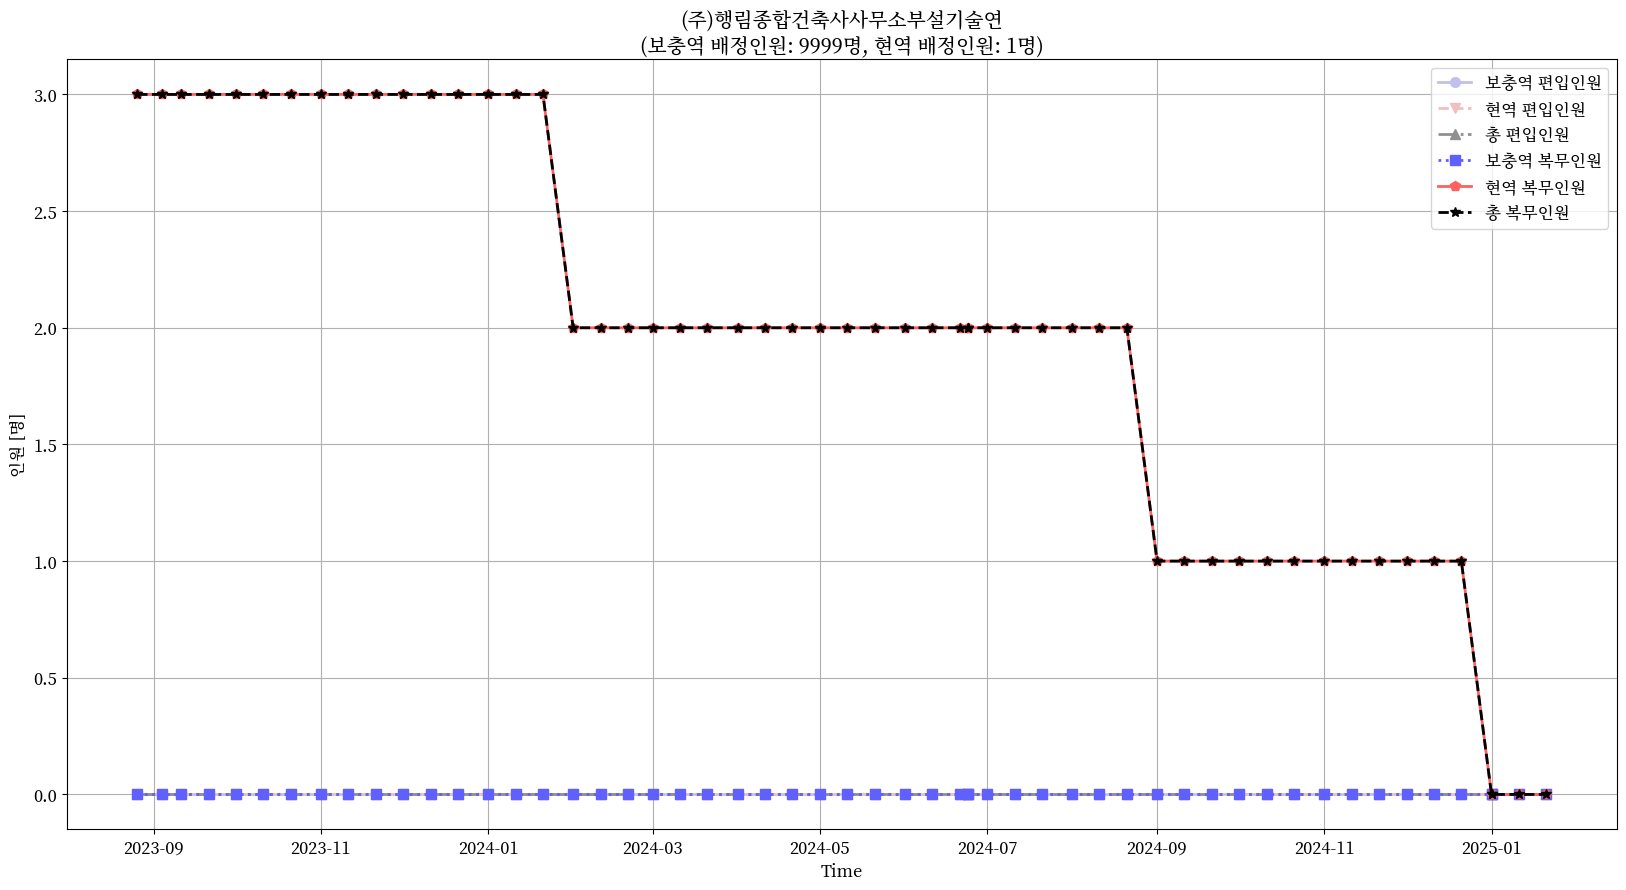 (주)행림종합건축사사무소부설기술연
(보충역 배정인원: 9999명, 현역 배정인원: 1명)
보충역 편입인원
현역 편입인원
총 편입인원
보충역 복무인원
현역 복무인원
총 복무인원
인원 [명]
3.0
2.5
2.0
1.5
1.0
0.5
0.0
2023-09
2023-11
2024-01
2024-03
2024-05
2024-07
2024-09
2024-11
2025-01
Time